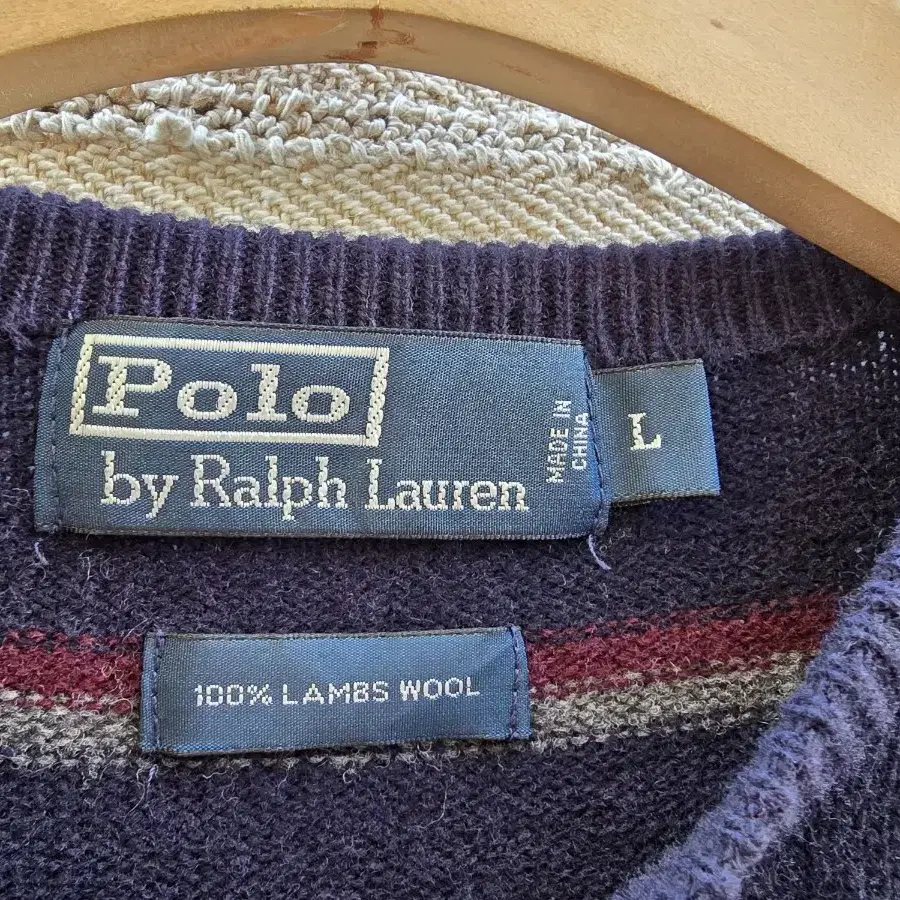 Polo
by Ralph Lauren
MADE IN
CHINA
L
100% LAMBS WOOL